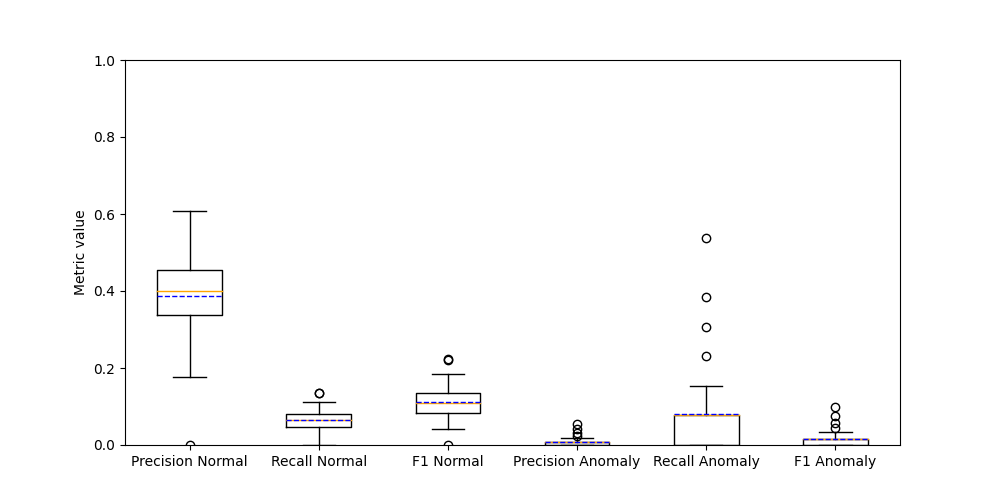 1.0
0.8
0.6
0.4
0.2
0.0
Metric value
Precision Normal
Recall Normal
F1 Normal
Precision Anomaly
Recall Anomaly
F1 Anomaly